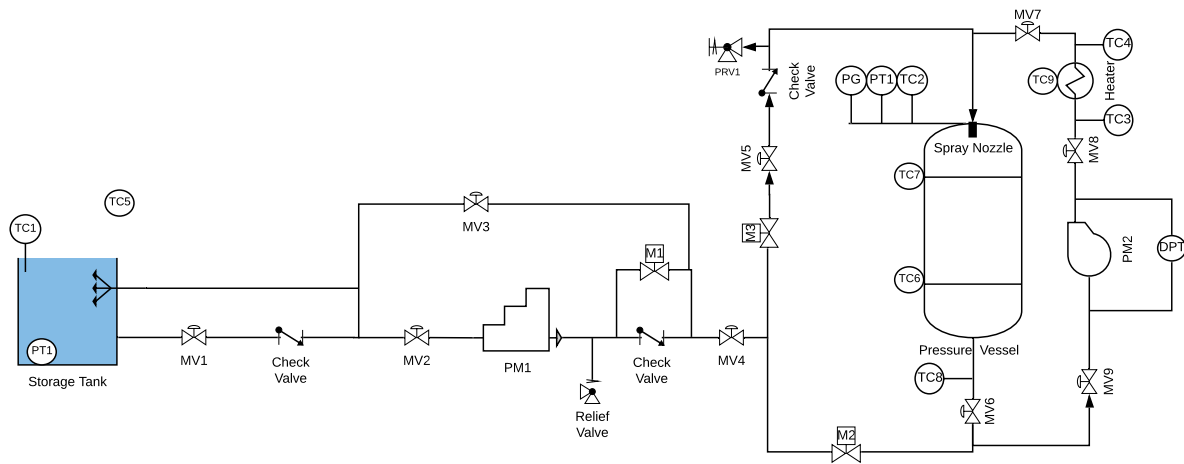 MV7
TC4
PRV1
Check
Valve
PG
PT1
TC2
TC9
Heater
TC3
Spray Nozzle
MV8
MV5
TC7
TC5
TC1
MV3
M3
PM2
DPT
M1
TC6
PT1
Storage Tank
MV1
Check
Valve
MV2
PM1
Check
Valve
MV4
Pressure Vessel
TC8
MV9
MV6
Relief
Valve
M2